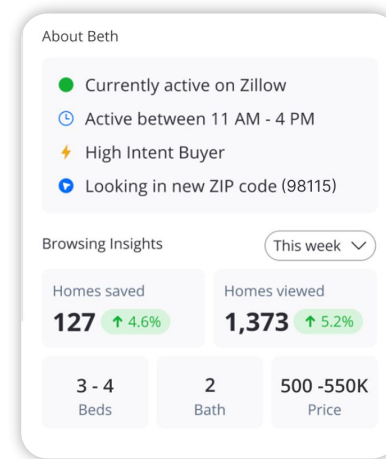 About Beth
Currently active on Zillow
Active between 11 AM - 4 PM
High Intent Buyer
Looking in new ZIP code (98115)
Browsing Insights
This week
Homes saved
127 ↑ 4.6%
Homes viewed
1,373 ↑ 5.2%
3 - 4
Beds
2
Bath
500 -550K
Price